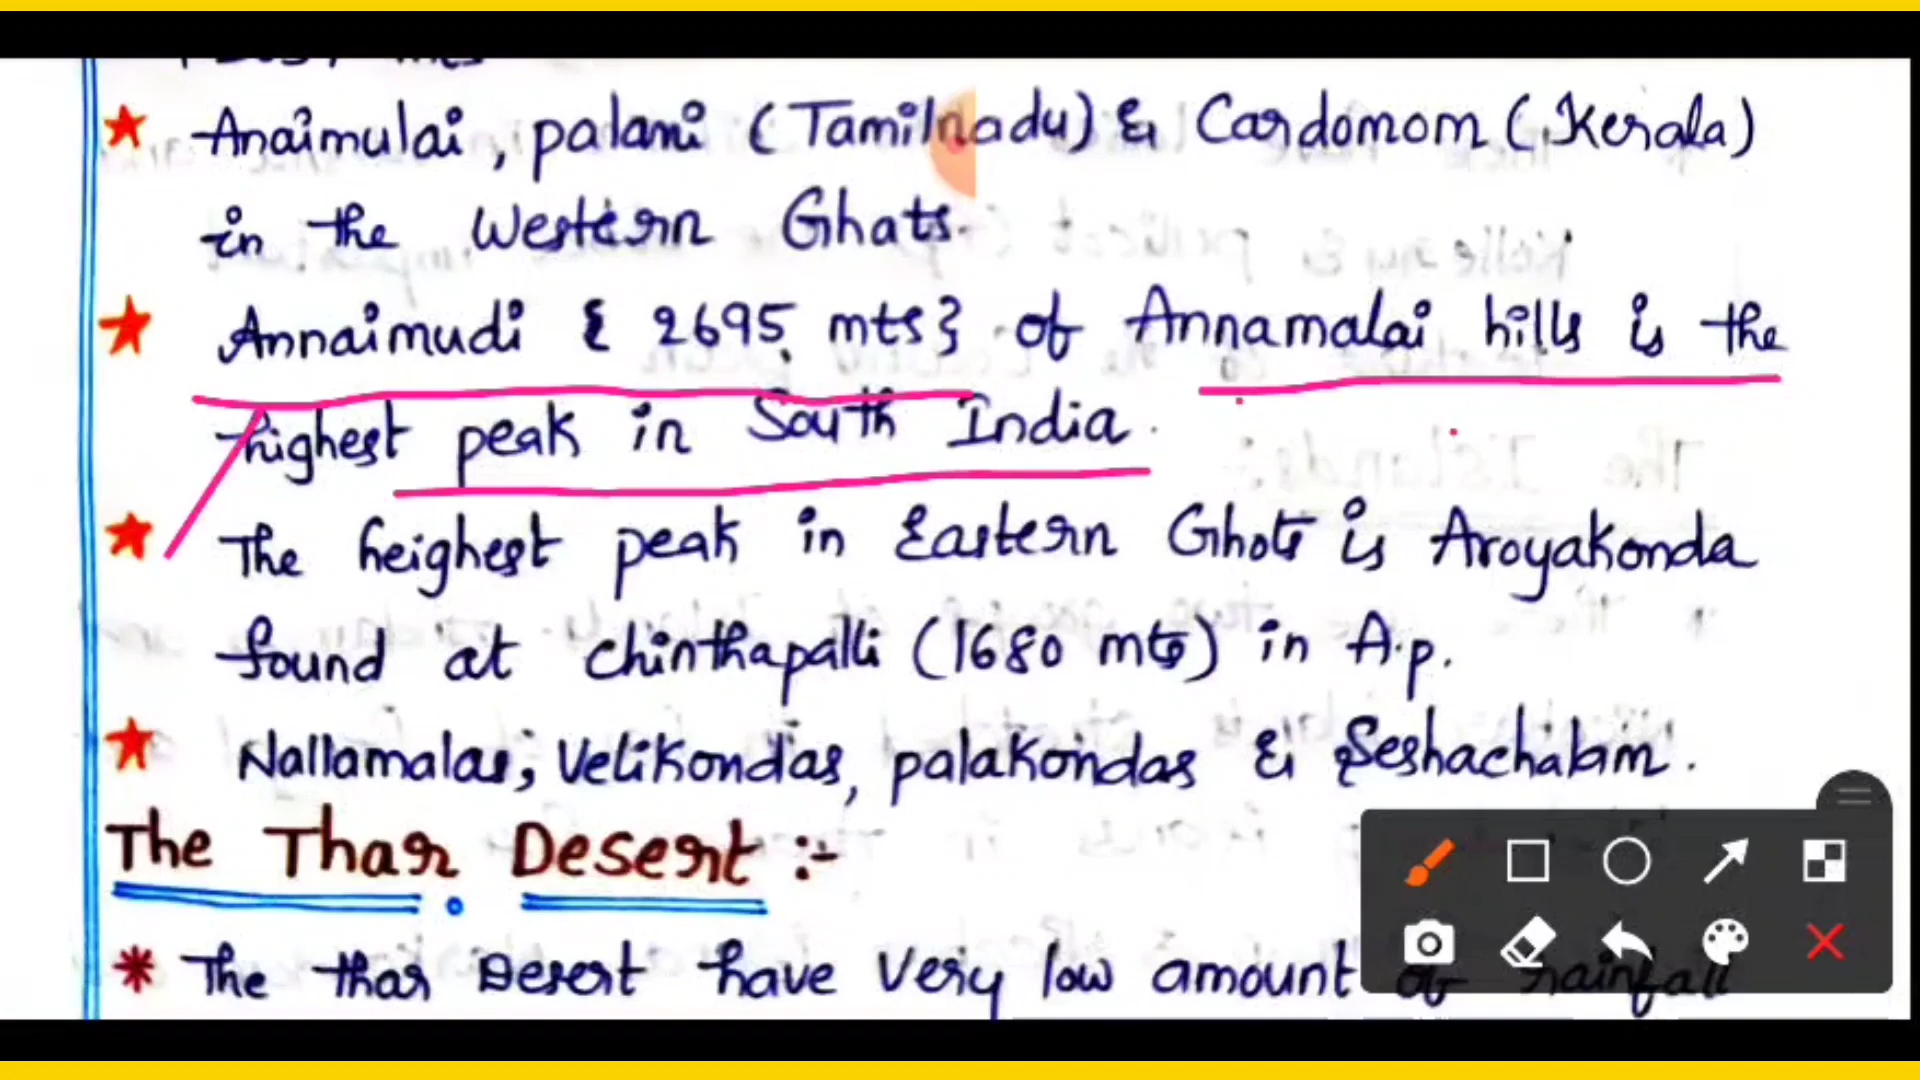 Anaimulai, palani (Tamilnadu) & Cardomom (Kerala)
in the Western Ghats.
Annaimudi { 2695 mts} of Annamalai hills is the
highest peak in South India.
The heighest peak in Eastern Ghats is Aroyakonda
found at chinthapalli (1680 mts) in A.p.
Nallamalas, Velikondas, palakondas & Seshachalam.
The Thar Desert :-
The thar Desert have very low amount of rainfall